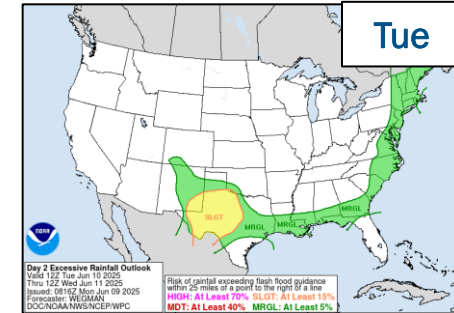 Tue
SLGT
MRGL
MRGL
MRGL
NOAA
Day 2 Excessive Rainfall Outlook
Valid 12Z Tue Jun 10 2025
Thru 12Z Wed Jun 11 2025
Issued: 0816Z Mon Jun 09 2025
Forecaster: WEGMAN
DOC/NOAA/NWS/NCEP/WPC
Risk of rainfall exceeding flash flood guidance
within 25 miles of a point to the right of a line
HIGH: At Least 70% SLGT: At Least 15%
MDT: At Least 40% MRGL: At Least 5%